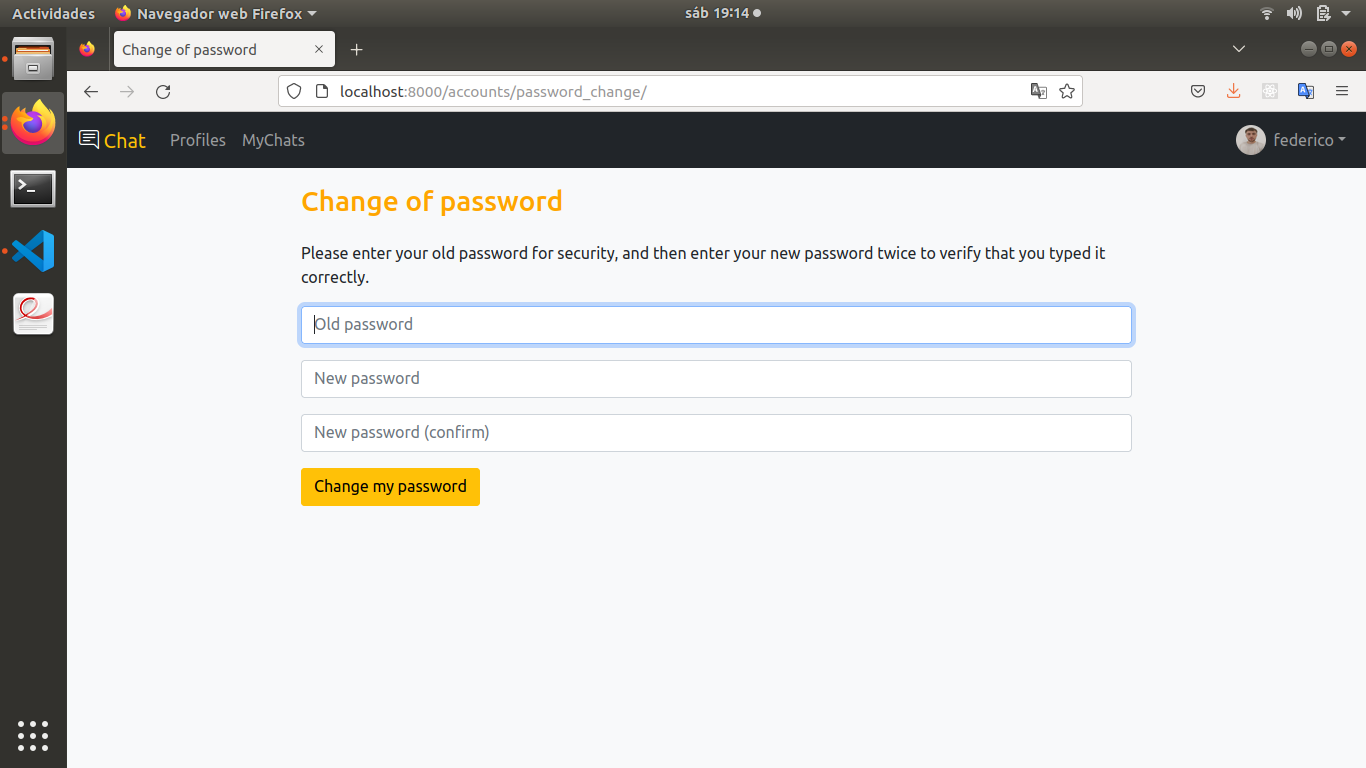 Actividades Navegador web Firefox sáb 19:14
Change of password
localhost:8000/accounts/password_change/
Chat Profiles MyChats federico
Change of password
Please enter your old password for security, and then enter your new password twice to verify that you typed it
correctly.
Old password
New password
New password (confirm)
Change my password